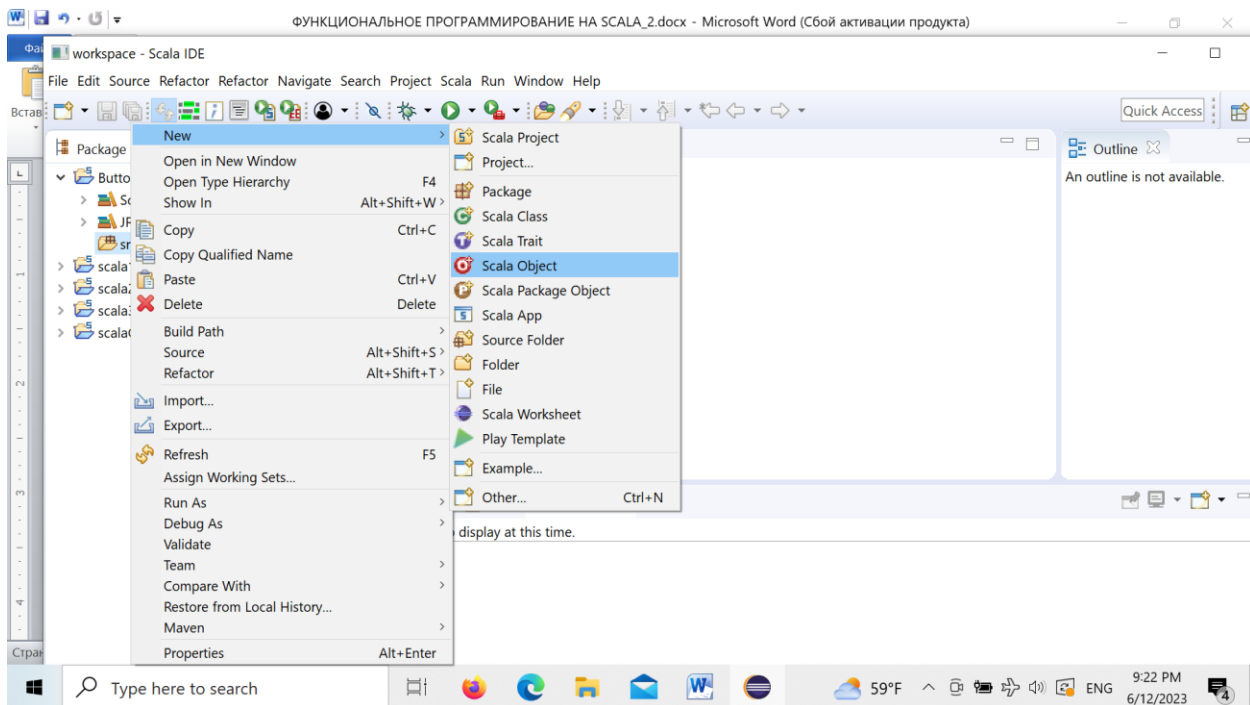 ФУНКЦИОНАЛЬНОЕ ПРОГРАММИРОВАНИЕ НА SCALA_2.docx - Microsoft Word (Сбой активации продукта)
workspace - Scala IDE
File Edit Source Refactor Refactor Navigate Search Project Scala Run Window Help
Quick Access
Package
Outline
An outline is not available.
scala
scala
scala
scala
New
Open in New Window
Open Type Hierarchy F4
Show In Alt+Shift+W
Copy Ctrl+C
Copy Qualified Name
Paste Ctrl+V
Delete Delete
Build Path
Source Alt+Shift+S
Refactor Alt+Shift+T
Import...
Export...
Refresh F5
Assign Working Sets...
Run As
Debug As
Validate
Team
Compare With
Restore from Local History...
Maven
Properties Alt+Enter
Scala Project
Project...
Package
Scala Class
Scala Trait
Scala Object
Scala Package Object
Scala App
Source Folder
Folder
File
Scala Worksheet
Play Template
Example...
Other... Ctrl+N
display at this time.
Type here to search
59°F
ENG
9:22 PM
6/12/2023
4